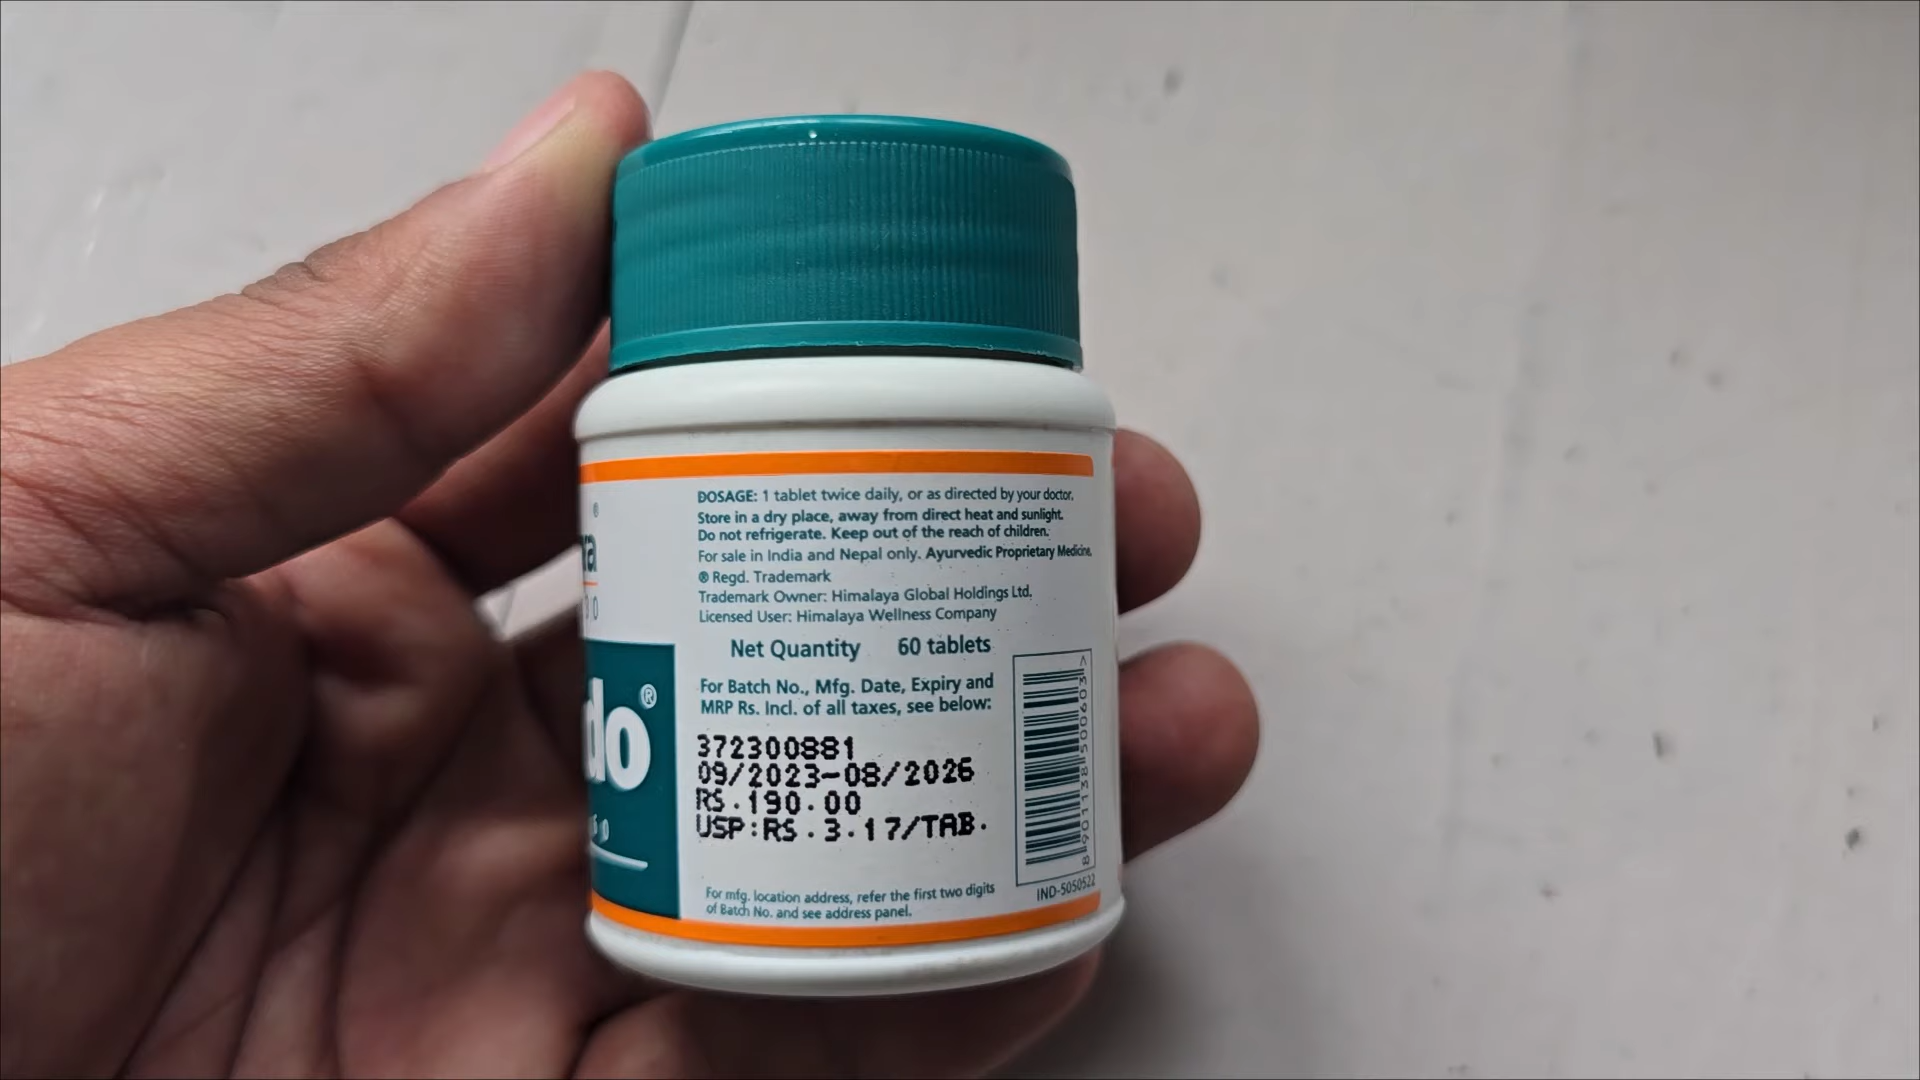 DOSAGE: 1 tablet twice daily, or as directed by your doctor.
Store in a dry place, away from direct heat and sunlight.
Do not refrigerate. Keep out of the reach of children.
For sale in India and Nepal only. Ayurvedic Proprietary Medicine.
® Regd. Trademark
Trademark Owner: Himalaya Global Holdings Ltd.
Licensed User: Himalaya Wellness Company
Net Quantity 60 tablets
For Batch No., Mfg. Date, Expiry and
MRP Rs. Incl. of all taxes, see below:
372300881
09/2023-08/2026
RS.190.00
USP:RS.3.17/TAB.
8 901138 500603 >
IND-5050522
For mfg. location address, refer the first two digits
of Batch No. and see address panel.